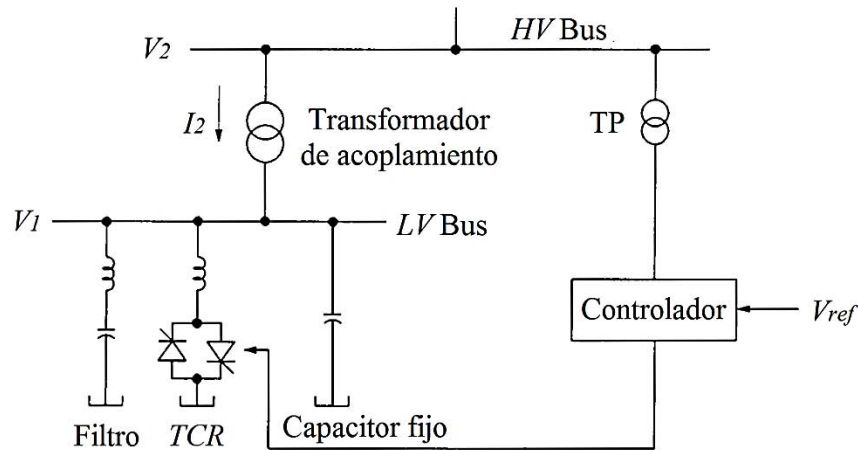 V2
HV Bus
I2
Transformador
de acoplamiento
TP
V1
LV Bus
Controlador
Vref
Filtro
TCR
Capacitor fijo